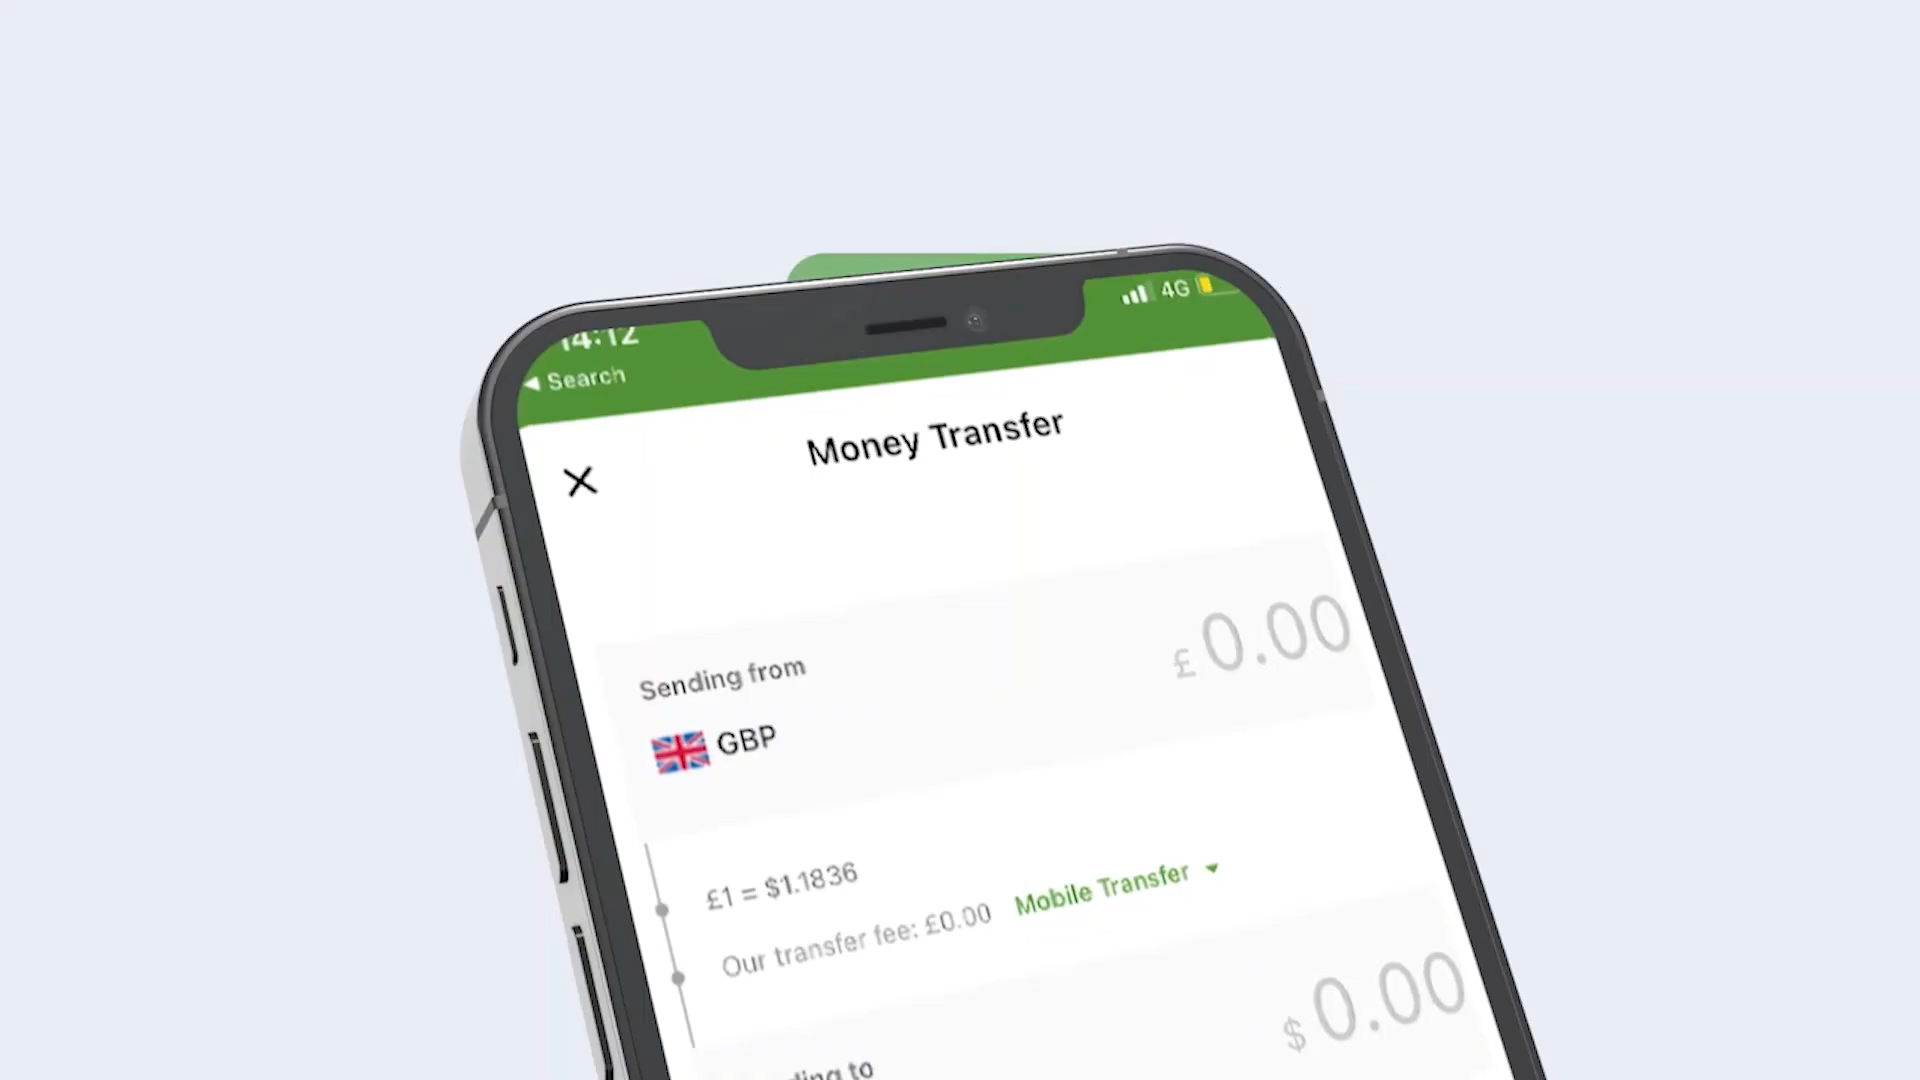 14:12
4G
Search
Money Transfer
£0.00
Sending from
GBP
£1 = $1.1836
Our transfer fee: £0.00 Mobile Transfer
$0.00
to